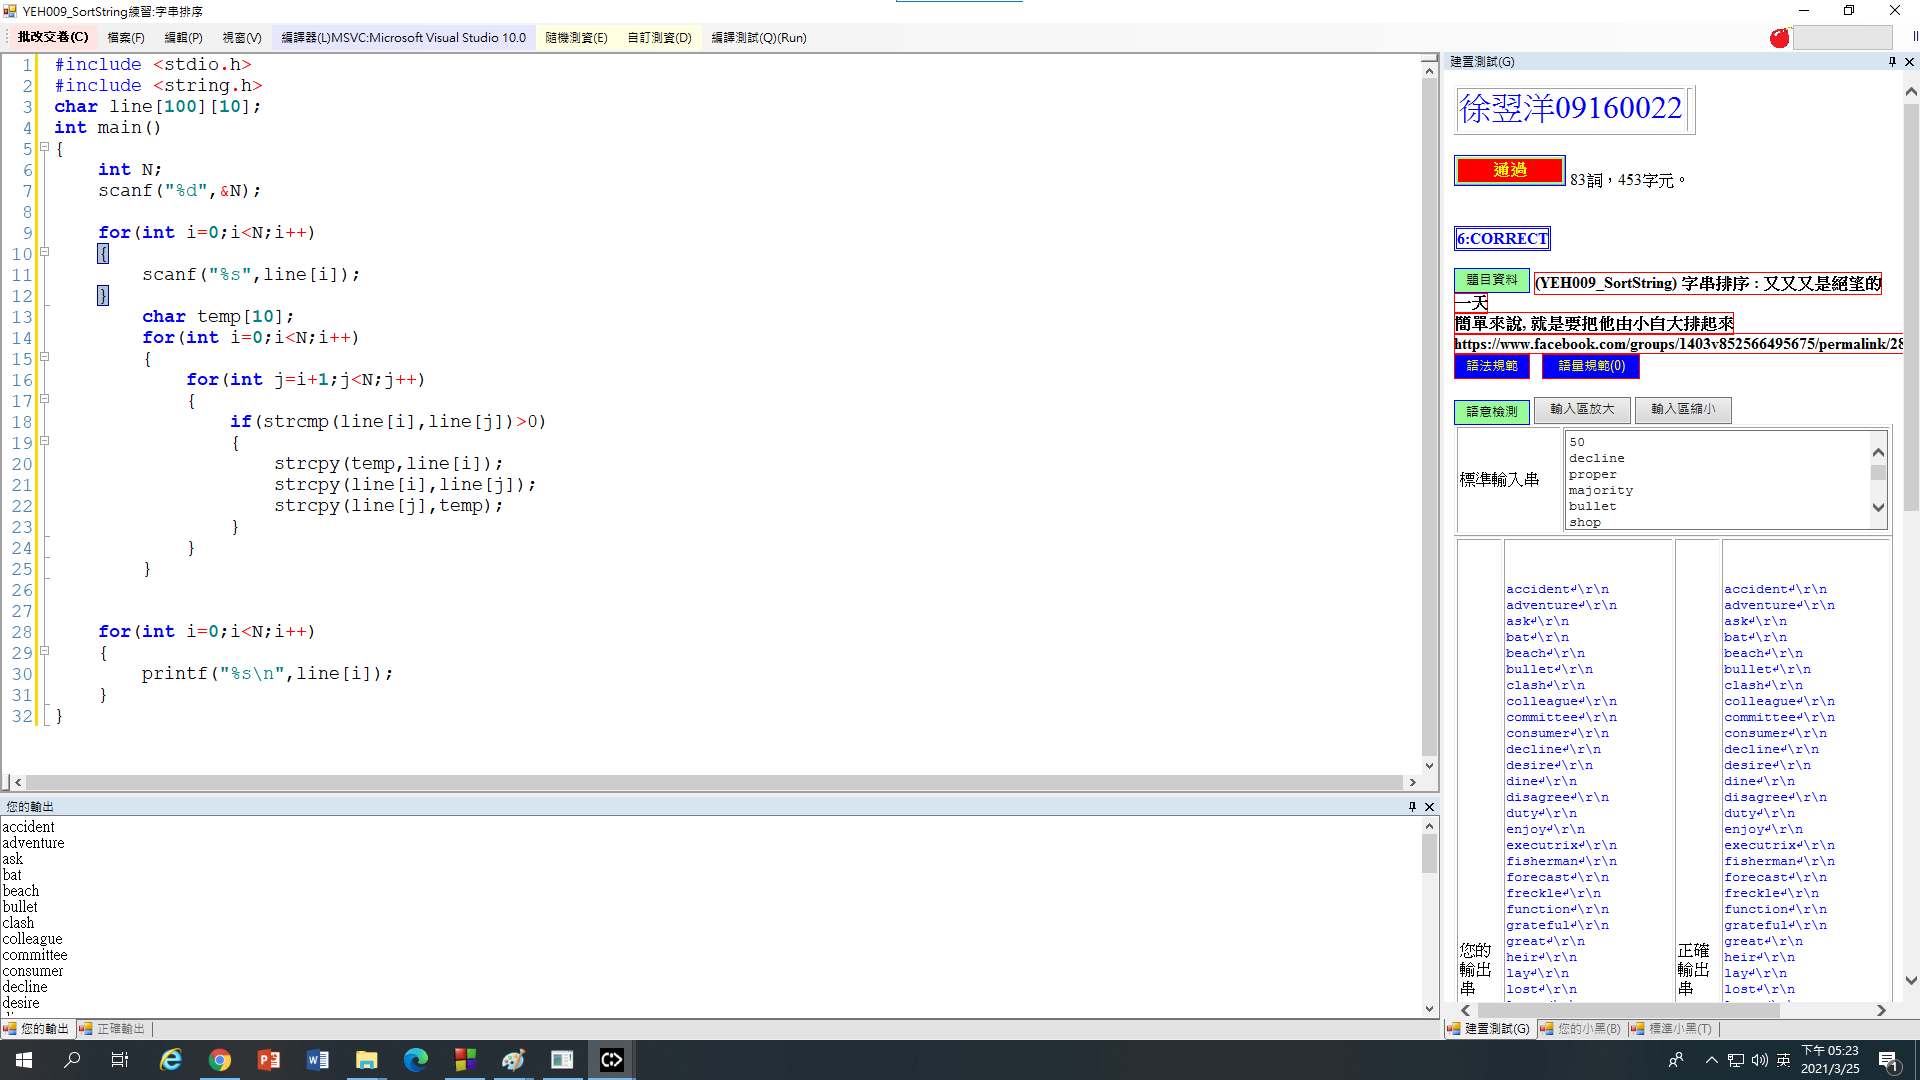 YEH009_SortString練習:字串排序
批改交卷(C) 檔案(F) 編輯(P) 視窗(V) 編譯器(L)MSVC:Microsoft Visual Studio 10.0 隨機測資(E) 自訂測資(D) 編譯測試(Q)(Run)
1 #include <stdio.h>
2 #include <string.h>
3 char line[100][10];
4 int main()
5 {
6 int N;
7 scanf("%d",&N);
8
9 for(int i=0;i<N;i++)
10 {
11 scanf("%s",line[i]);
12 }
13 char temp[10];
14 for(int i=0;i<N;i++)
15 {
16 for(int j=i+1;j<N;j++)
17 {
18 if(strcmp(line[i],line[j])>0)
19 {
20 strcpy(temp,line[i]);
21 strcpy(line[i],line[j]);
22 strcpy(line[j],temp);
23 }
24 }
25 }
26
27
28 for(int i=0;i<N;i++)
29 {
30 printf("%s\n",line[i]);
31 }
32 }
您的輸出
accident
adventure
ask
bat
beach
bullet
clash
colleague
committee
consumer
decline
desire
您的輸出 正確輸出
建置測試(G)
徐翌洋09160022
通過 83詞，453字元。
6:CORRECT
題目資料 (YEH009_SortString) 字串排序 : 又又又是絕望的
一天
簡單來說, 就是要把他由小自大排起來
https://www.facebook.com/groups/1403v852566495675/permalink/28
語法規範 語量規範(0)
語意檢測 輸入區放大 輸入區縮小
標準輸入串
50
decline
proper
majority
bullet
shop
您的
輸出
串
accident↲\r\n
adventure↲\r\n
ask↲\r\n
bat↲\r\n
beach↲\r\n
bullet↲\r\n
clash↲\r\n
colleague↲\r\n
committee↲\r\n
consumer↲\r\n
decline↲\r\n
desire↲\r\n
dine↲\r\n
disagree↲\r\n
duty↲\r\n
enjoy↲\r\n
executrix↲\r\n
fisherman↲\r\n
forecast↲\r\n
freckle↲\r\n
function↲\r\n
grateful↲\r\n
great↲\r\n
heir↲\r\n
lay↲\r\n
lost↲\r\n
正確
輸出
串
accident↲\r\n
adventure↲\r\n
ask↲\r\n
bat↲\r\n
beach↲\r\n
bullet↲\r\n
clash↲\r\n
colleague↲\r\n
committee↲\r\n
consumer↲\r\n
decline↲\r\n
desire↲\r\n
dine↲\r\n
disagree↲\r\n
duty↲\r\n
enjoy↲\r\n
executrix↲\r\n
fisherman↲\r\n
forecast↲\r\n
freckle↲\r\n
function↲\r\n
grateful↲\r\n
great↲\r\n
heir↲\r\n
lay↲\r\n
lost↲\r\n
建置測試(G) 您的小黑(B) 標準小黑(T)
英
下午 05:23
2021/3/25
1